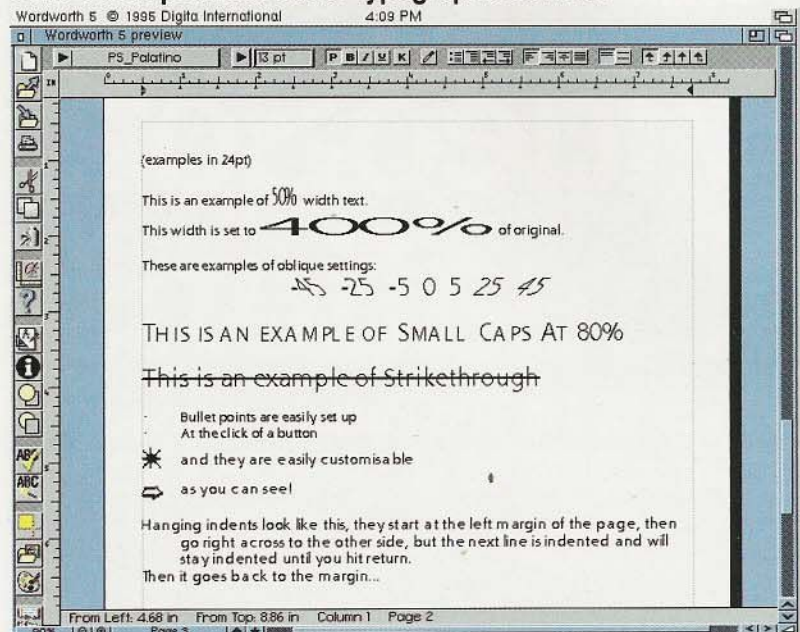 Wordworth 5 © 1995 Digita International 4:09 PM
Wordworth 5 preview
PS_Palatino 13 pt P B I U K
IN
(examples in 24pt)
This is an example of 50% width text.
This width is set to 400% of original.
These are examples of oblique settings:
-45 -25 -5 0 5 25 45
THIS IS AN EXAMPLE OF SMALL CAPS AT 80%
This is an example of Strikethrough
Bullet points are easily set up
At the click of a button
and they are easily customisable
as you can see!
Hanging indents look like this, they start at the left margin of the page, then
go right across to the other side, but the next line is indented and will
stay indented until you hit return.
Then it goes back to the margin...
ABC
From Left: 4.68 in From Top: 8.86 in Column 1 Page 2